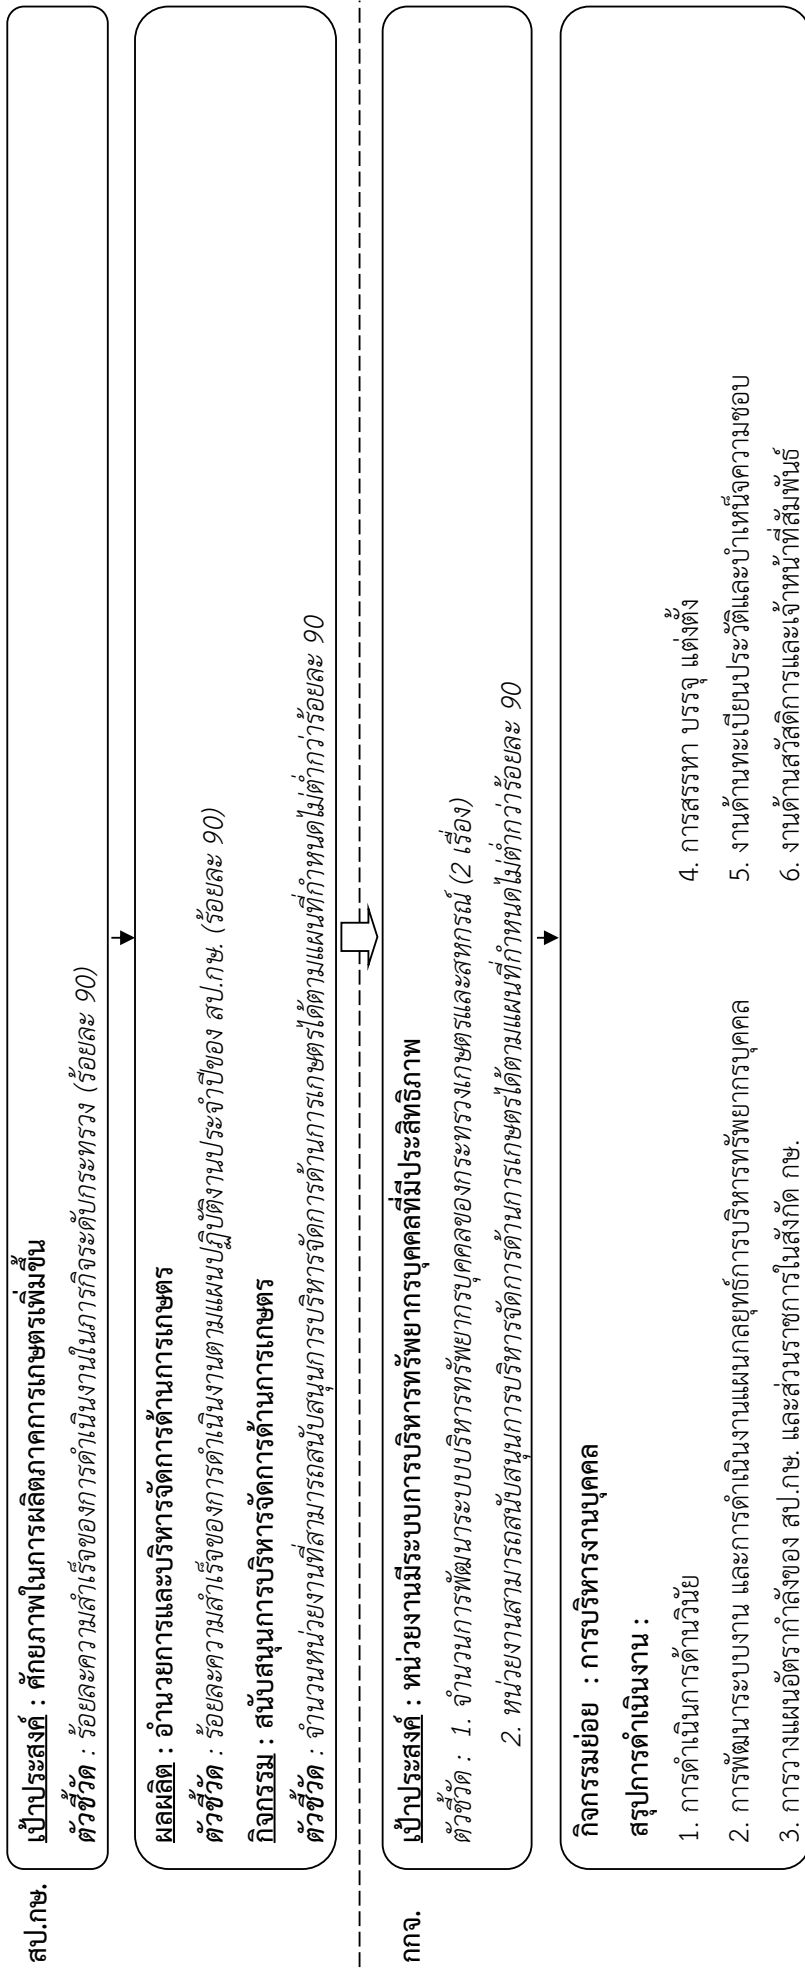 สป.กษ.
เป้าประสงค์ : ศักยภาพในการผลิตภาคการเกษตรเพิ่มขึ้น
ตัวชี้วัด : ร้อยละความสำเร็จของการดำเนินงานในภารกิจระดับกระทรวง (ร้อยละ 90)
ผลผลิต : อำนวยการและบริหารจัดการด้านการเกษตร
ตัวชี้วัด : ร้อยละความสำเร็จของการดำเนินงานตามแผนปฏิบัติงานประจำปีของ สป.กษ. (ร้อยละ 90)
กิจกรรม : สนับสนุนการบริหารจัดการด้านการเกษตร
ตัวชี้วัด : จำนวนหน่วยงานที่สามารถสนับสนุนการบริหารจัดการด้านการเกษตรได้ตามแผนที่กำหนดไม่ต่ำกว่าร้อยละ 90
กกจ.
เป้าประสงค์ : หน่วยงานมีระบบการบริหารทรัพยากรบุคคลที่มีประสิทธิภาพ
ตัวชี้วัด : 1. จำนวนการพัฒนาระบบบริหารทรัพยากรบุคคลของกระทรวงเกษตรและสหกรณ์ (2 เรื่อง)
2. หน่วยงานสามารถสนับสนุนการบริหารจัดการด้านการเกษตรได้ตามแผนที่กำหนดไม่ต่ำกว่าร้อยละ 90
กิจกรรมย่อย : การบริหารงานบุคคล
สรุปการดำเนินงาน :
1. การดำเนินการด้านวินัย
2. การพัฒนาระบบงาน และการดำเนินงานแผนกลยุทธ์การบริหารทรัพยากรบุคคล
3. การวางแผนอัตรากำลังของ สป.กษ. และส่วนราชการในสังกัด กษ.
4. การสรรหา บรรจุ แต่งตั้ง
5. งานด้านทะเบียนประวัติและบำเหน็จความชอบ
6. งานด้านสวัสดิการและเจ้าหน้าที่สัมพันธ์